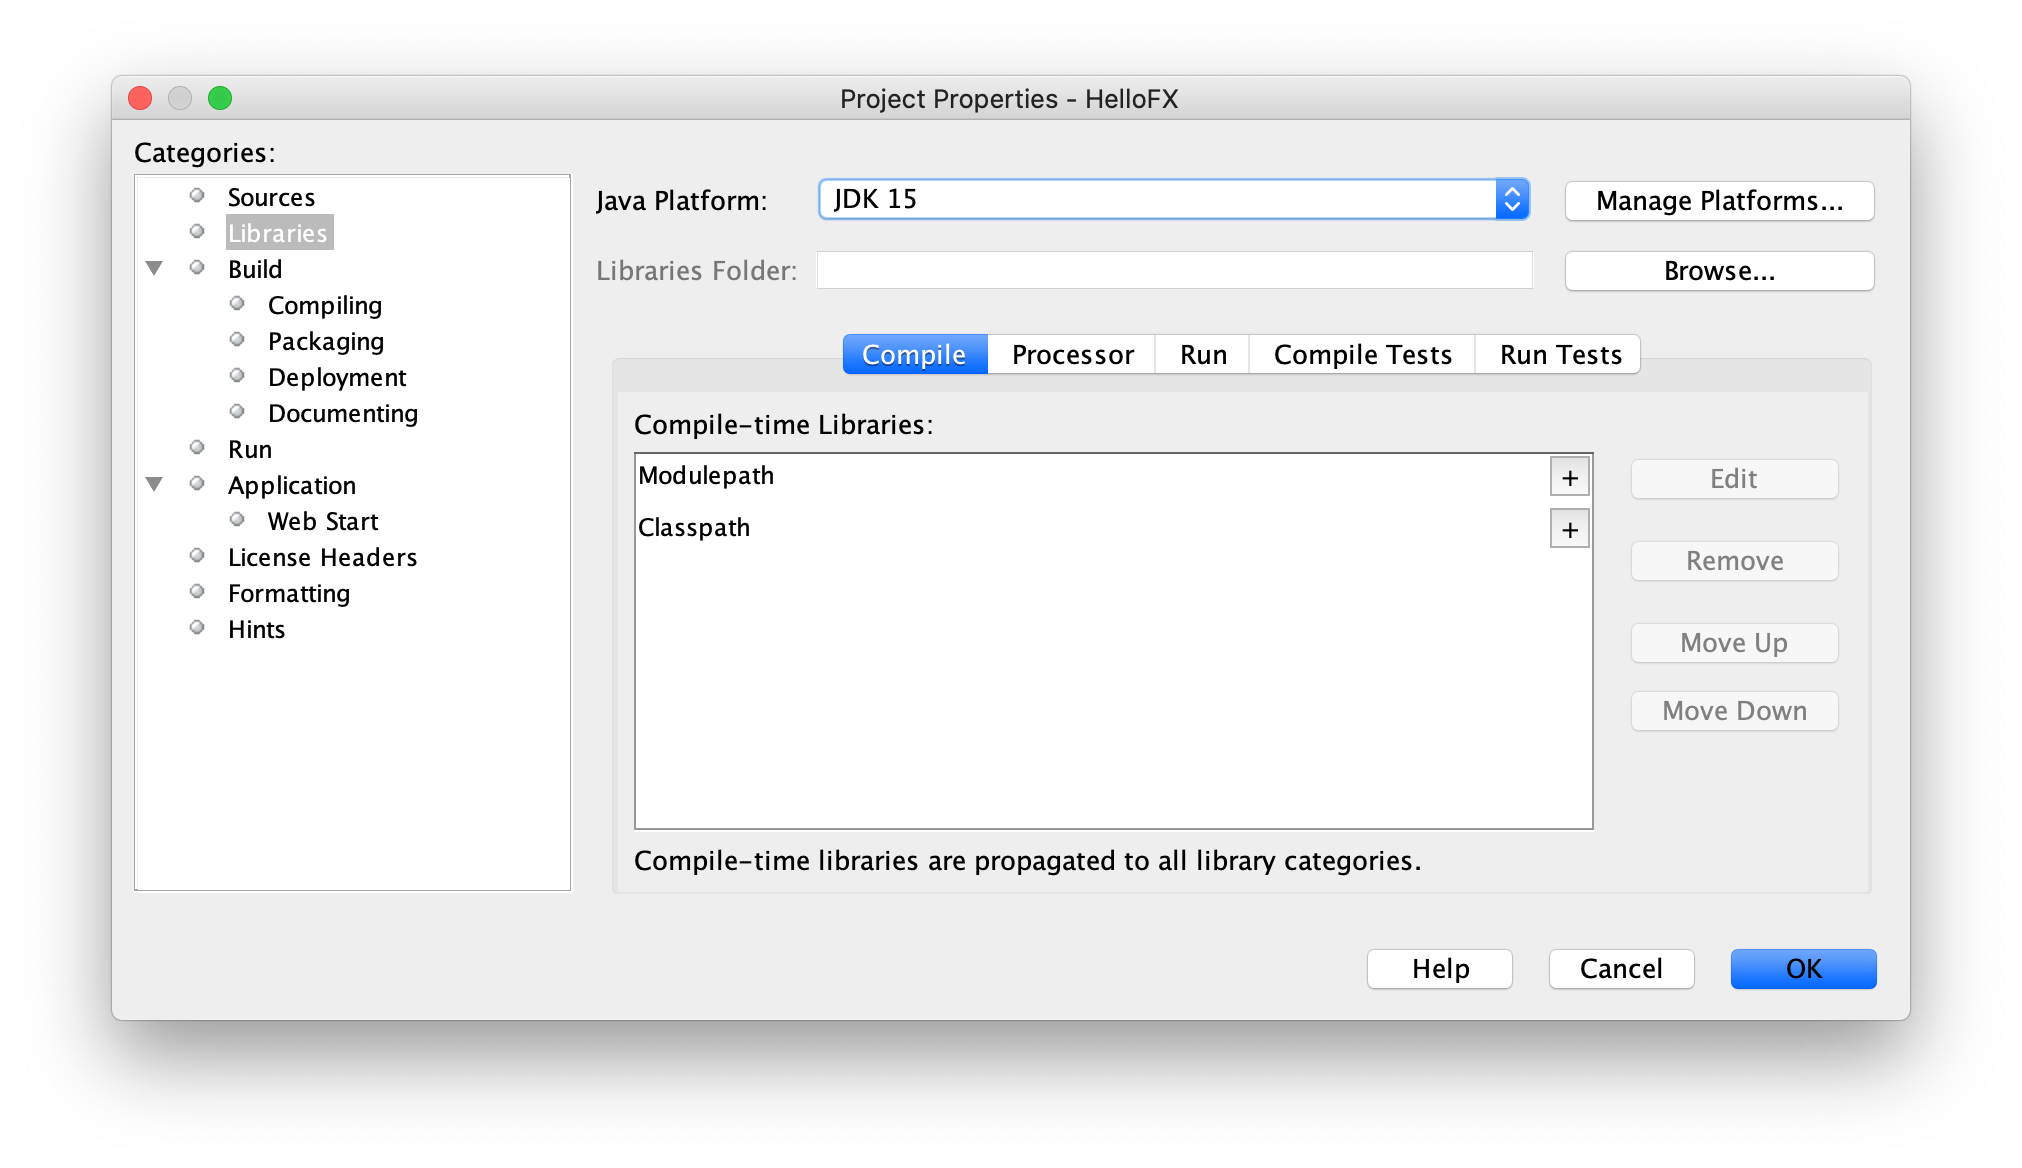 Project Properties - HelloFX
Categories:
Sources
Libraries
Build
Compiling
Packaging
Deployment
Documenting
Run
Application
Web Start
License Headers
Formatting
Hints
Java Platform: JDK 15 Manage Platforms...
Libraries Folder: Browse...
Compile Processor Run Compile Tests Run Tests
Compile-time Libraries:
Modulepath + Edit
Classpath +
Remove
Move Up
Move Down
Compile-time libraries are propagated to all library categories.
Help Cancel OK